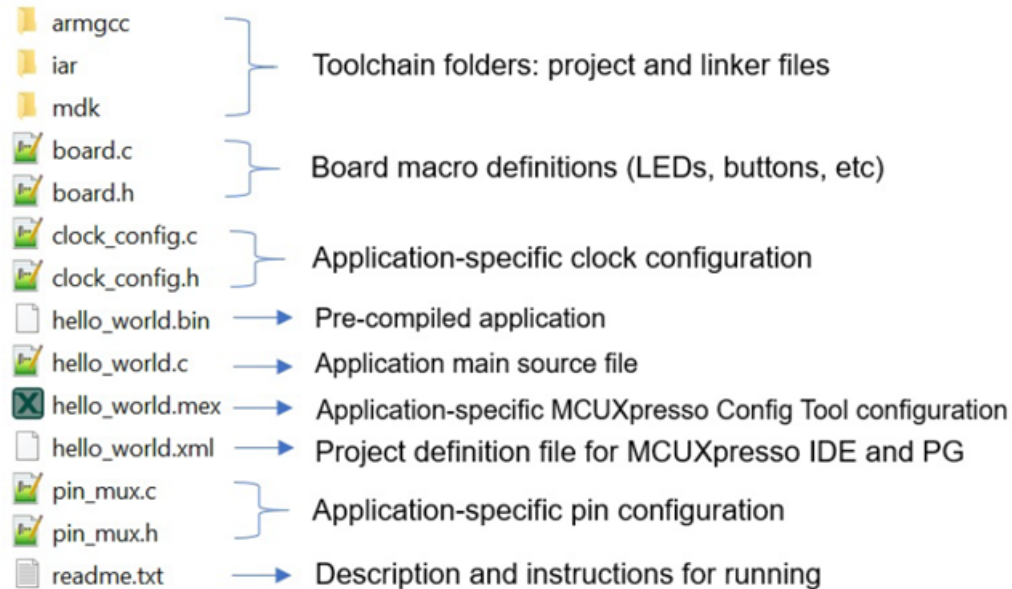 armgcc
iar
mdk
Toolchain folders: project and linker files
board.c
board.h
Board macro definitions (LEDs, buttons, etc)
clock_config.c
clock_config.h
Application-specific clock configuration
hello_world.bin
Pre-compiled application
hello_world.c
Application main source file
hello_world.mex
Application-specific MCUXpresso Config Tool configuration
hello_world.xml
Project definition file for MCUXpresso IDE and PG
pin_mux.c
pin_mux.h
Application-specific pin configuration
readme.txt
Description and instructions for running